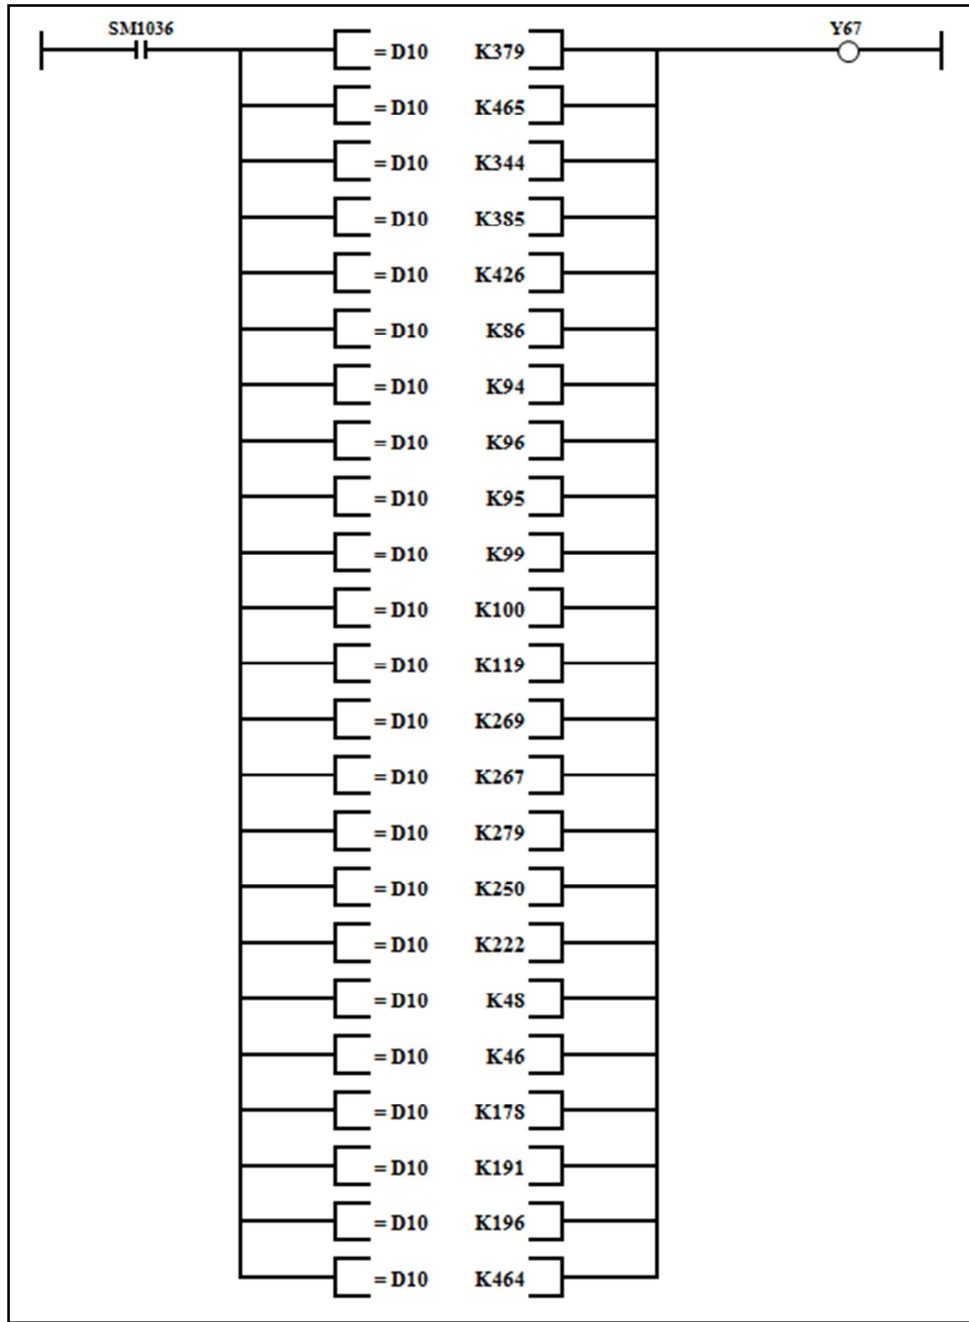 SM1036 Y67
= D10 K379
= D10 K465
= D10 K344
= D10 K385
= D10 K426
= D10 K86
= D10 K94
= D10 K96
= D10 K95
= D10 K99
= D10 K100
= D10 K119
= D10 K269
= D10 K267
= D10 K279
= D10 K250
= D10 K222
= D10 K48
= D10 K46
= D10 K178
= D10 K191
= D10 K196
= D10 K464